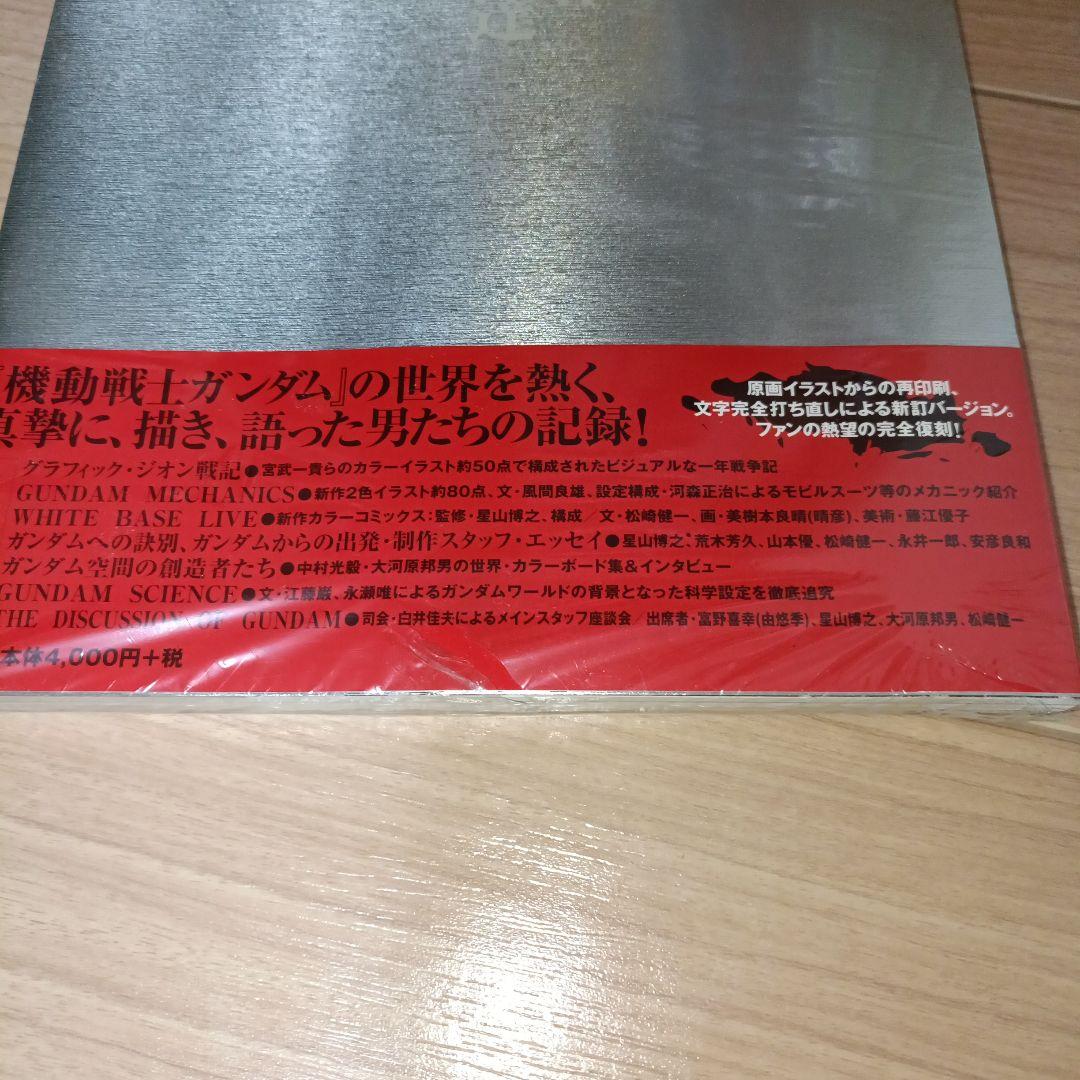 『機動戦士ガンダム』の世界を熱く、
真摯に、描き、語った男たちの記録!
原画イラストからの再印刷、
文字完全打ち直しによる新訂バージョン。
ファンの熱望の完全復刻!
グラフィック・ジオン戦記●宮武一貴らのカラーイラスト約50点で構成されたビジュアルな一年戦争記
GUNDAM MECHANICS●新作2色イラスト約80点、文・風間良雄、設定構成・河森正治によるモビルスーツ等のメカニック紹介
WHITE BASE LIVE●新作カラーコミックス:監修・星山博之、構成/文・松崎健一、画・美樹本良晴(晴彦)、美術・藤江優子
ガンダムへの訣別、ガンダムからの出発・制作スタッフ・エッセイ●星山博之、荒木芳久、山本優、松崎健一、永井一郎、安彦良和
ガンダム空間の創造者たち●中村光毅・大河原邦男の世界・カラーボード集&インタビュー
GUNDAM SCIENCE●文・江藤巌、永瀬唯によるガンダムワールドの背景となった科学設定を徹底追究
THE DISCUSSION OF GUNDAM●司会・白井佳夫によるメインスタッフ座談会/出席者・富野喜幸(由悠季)、星山博之、大河原邦男、松崎健一
本体4,000円+税